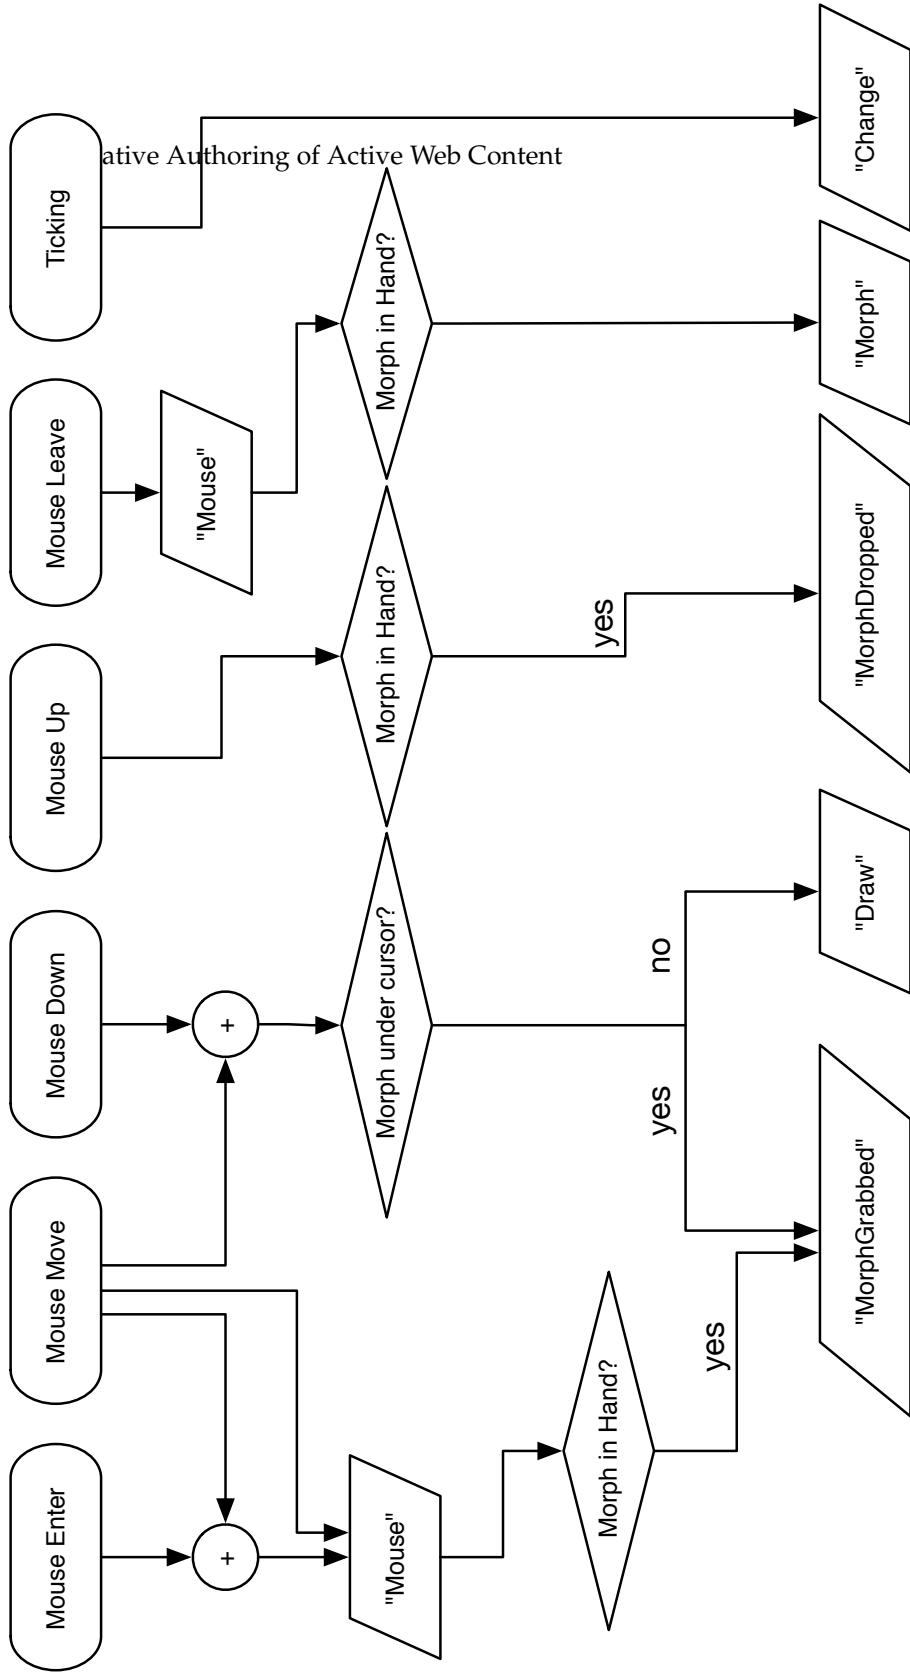 ative Authoring of Active Web Content
Mouse Enter
Mouse Move
Mouse Down
Mouse Up
Mouse Leave
Ticking
+
+
"Mouse"
"Mouse"
Morph under cursor?
Morph in Hand?
Morph in Hand?
Morph in Hand?
yes
yes
no
yes
"MorphGrabbed"
"Draw"
"MorphDropped"
"Morph"
"Change"